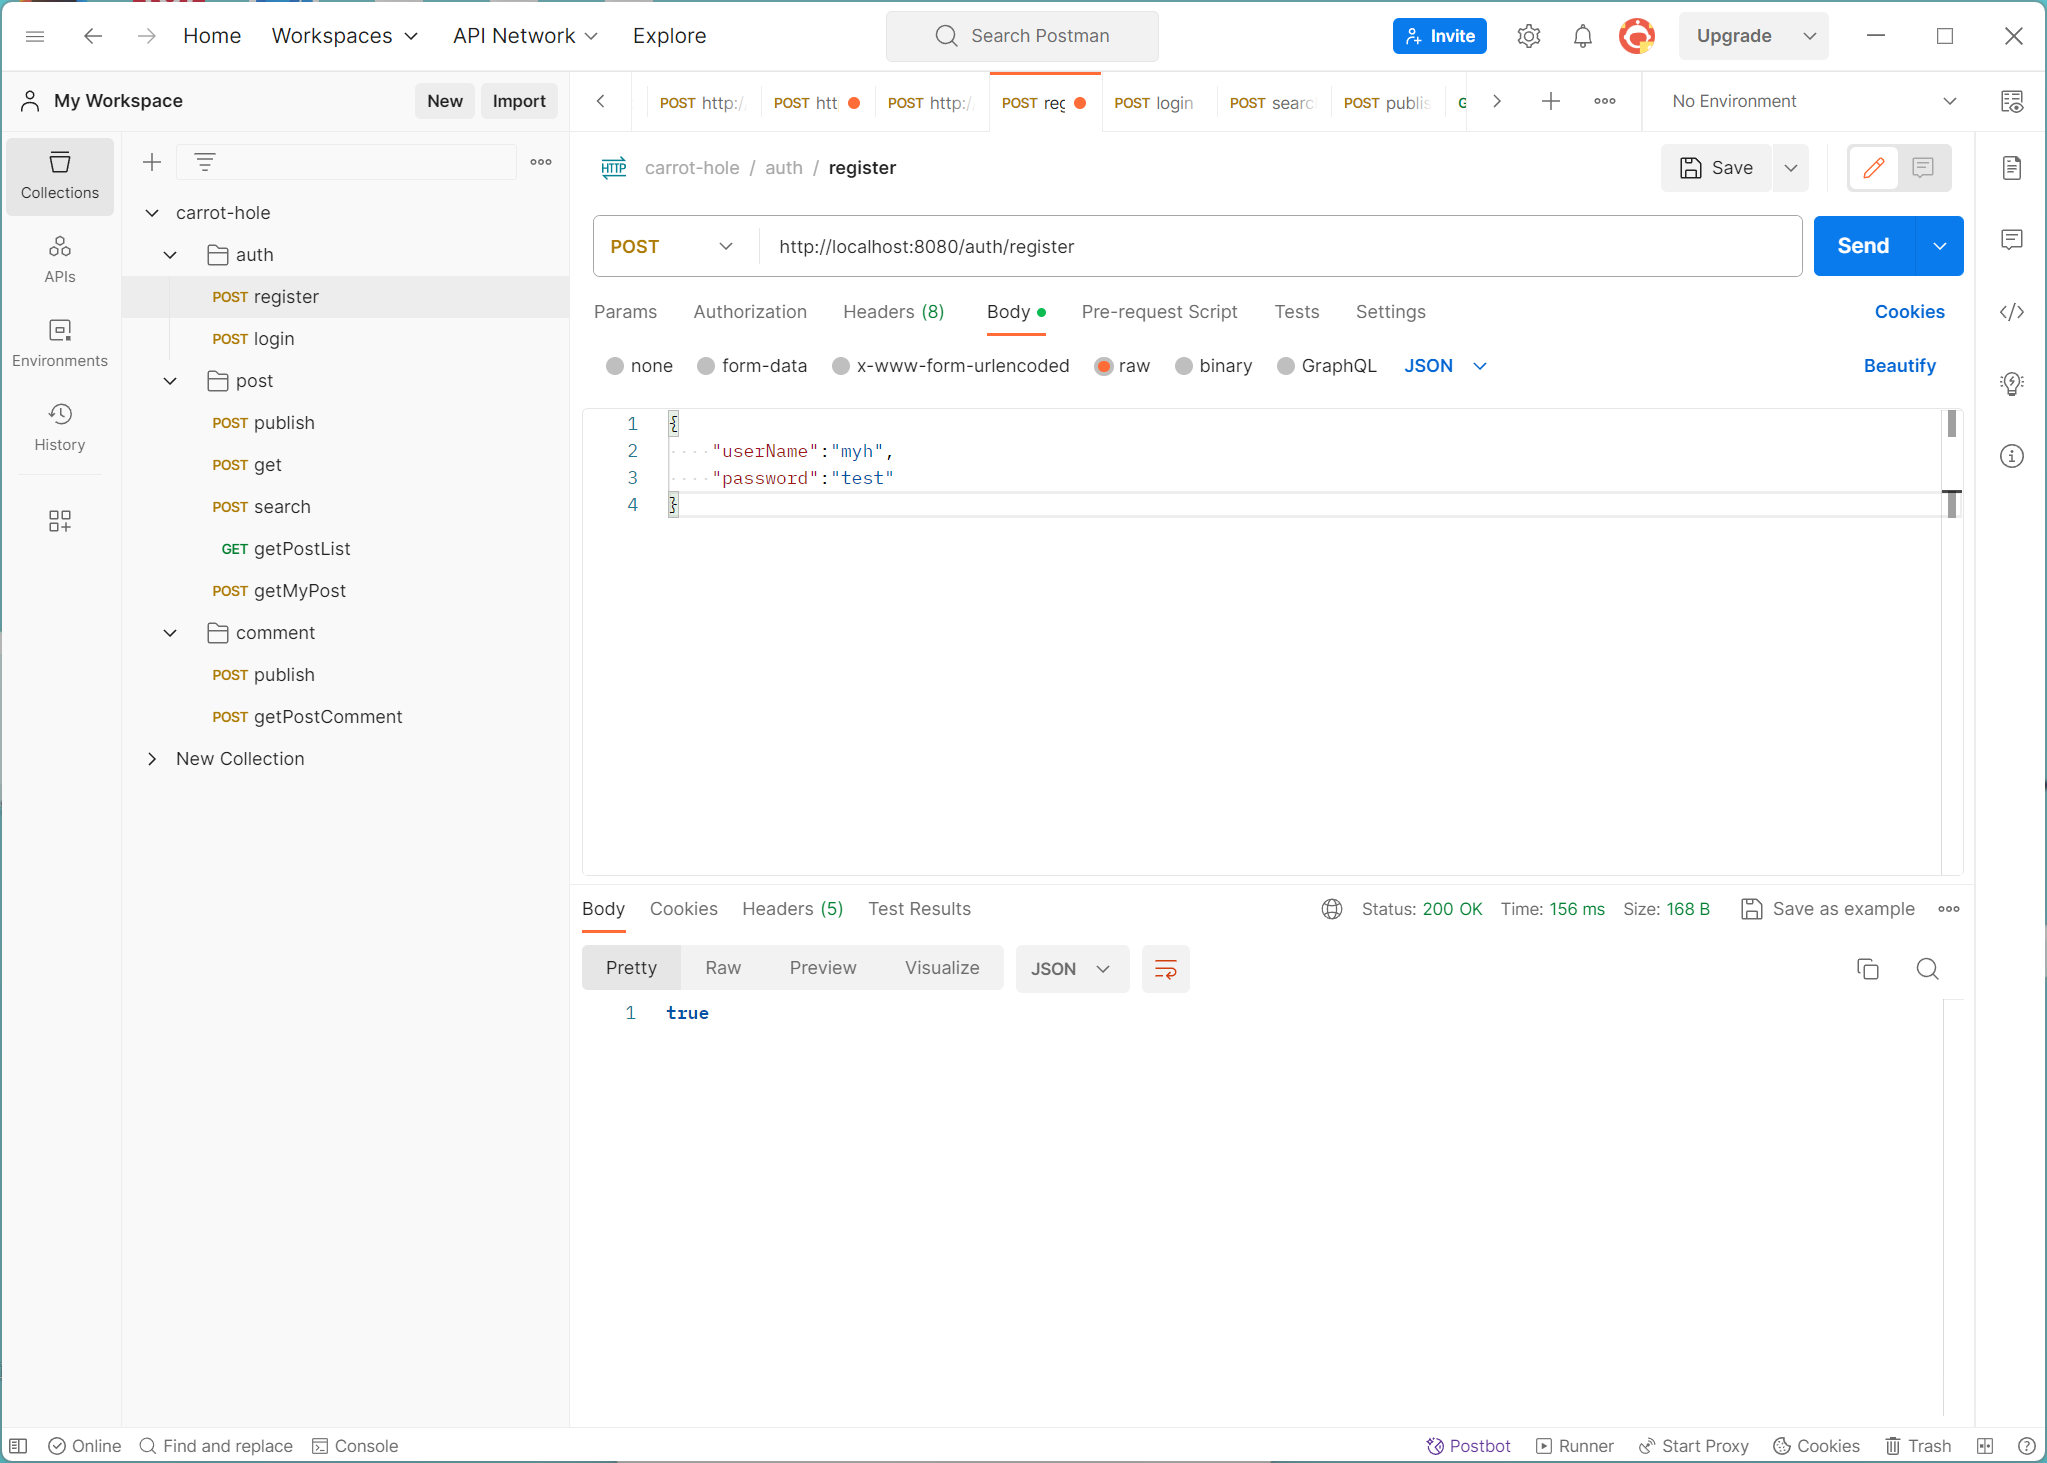 Home Workspaces API Network Explore Search Postman Invite Upgrade
My Workspace New Import
POST http:/ POST htt POST http:/ POST reg POST login POST searc POST publis G No Environment
Collections
APIs
Environments
History
carrot-hole
auth
POST register
POST login
post
POST publish
POST get
POST search
GET getPostList
POST getMyPost
comment
POST publish
POST getPostComment
New Collection
HTTP carrot-hole / auth / register Save
POST http://localhost:8080/auth/register Send
Params Authorization Headers (8) Body Pre-request Script Tests Settings Cookies
none form-data x-www-form-urlencoded raw binary GraphQL JSON Beautify
1 {
2 ····"userName":"myh",
3 ····"password":"test"
4 }
Body Cookies Headers (5) Test Results Status: 200 OK Time: 156 ms Size: 168 B Save as example
Pretty Raw Preview Visualize JSON
1 true
Online Find and replace Console Postbot Runner Start Proxy Cookies Trash